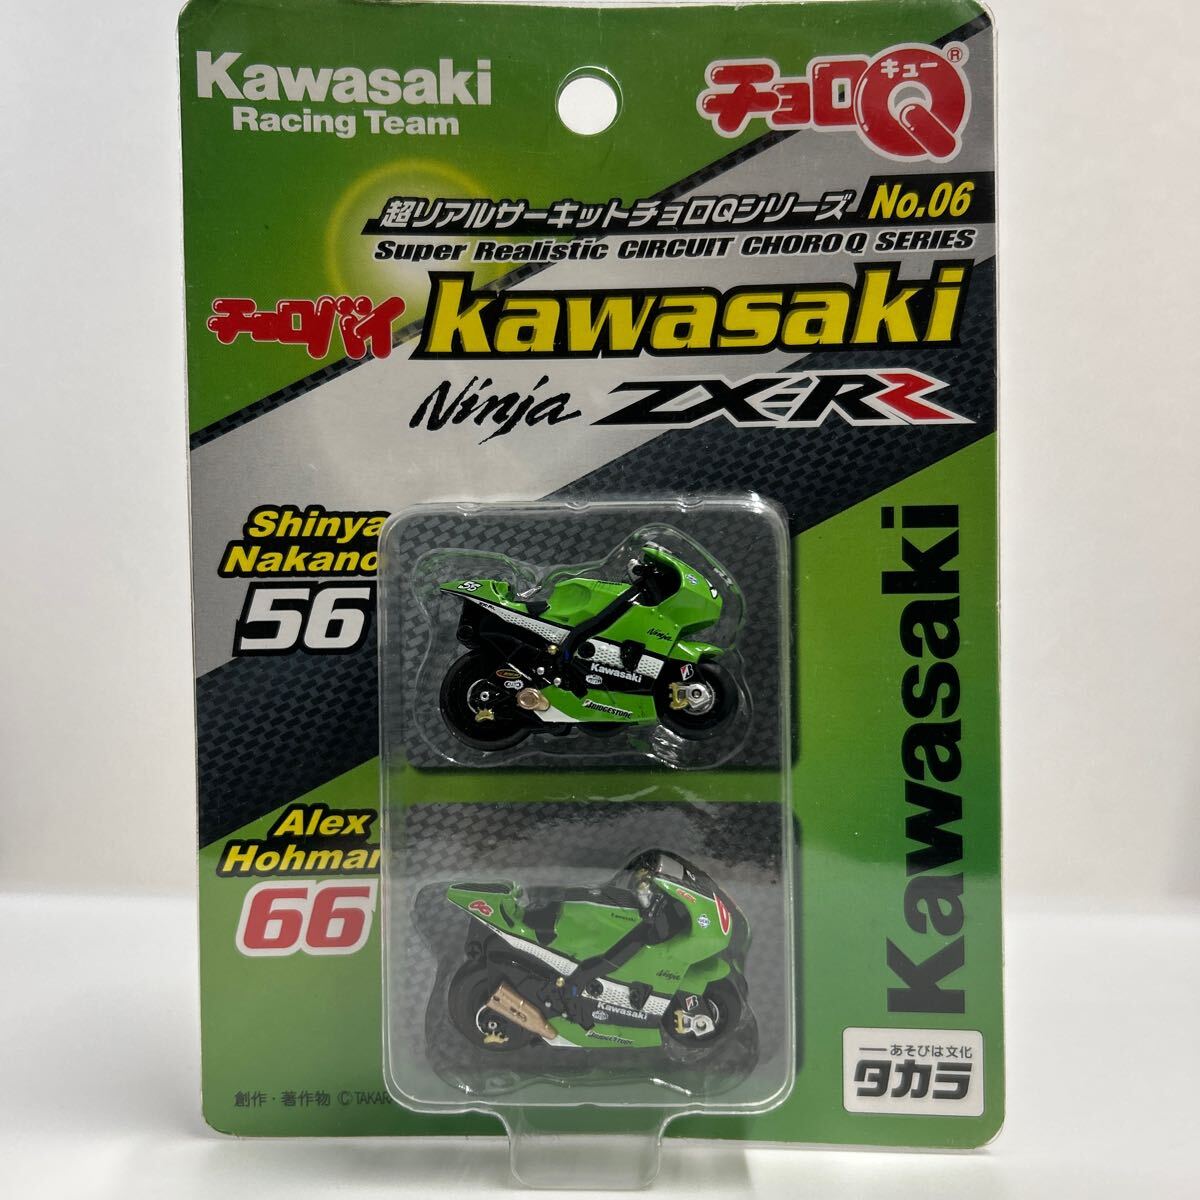 Kawasaki
Racing Team
チョロQ
キュー
®
超リアルサーキットチョロQシリーズ No.06
Super Realistic CIRCUIT CHORO Q SERIES
チョロバイ kawasaki
Ninja ZX-RR
Shinya
Nakano
56
56
Ninja
Kawasaki
BRIDGESTONE
Alex
Hohman
66
66
Kawasaki
Ninja
Kawasaki
BRIDGESTONE
Kawasaki
あそびは文化
タカラ
創作・著作物 ©TAKAR